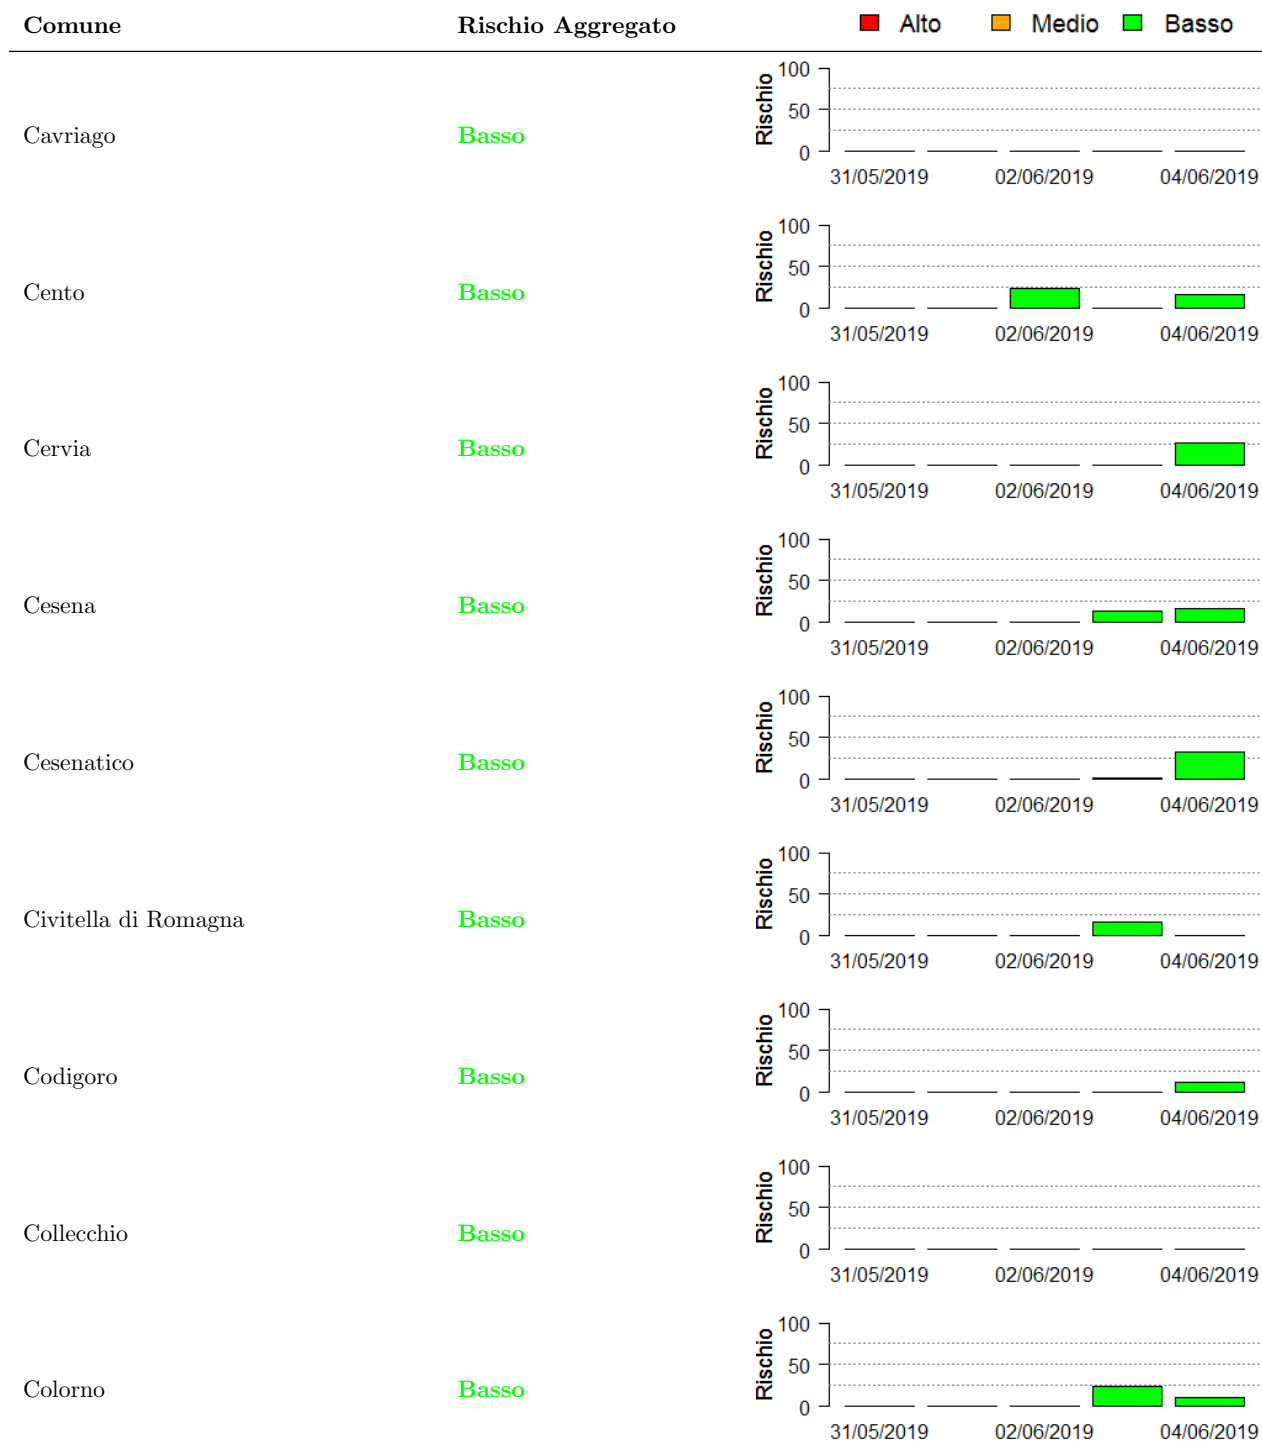 Comune Rischio Aggregato Alto Medio Basso
100
50
0
Rischio
Cavriago Basso
31/05/2019 02/06/2019 04/06/2019
100
50
0
Rischio
Cento Basso
31/05/2019 02/06/2019 04/06/2019
100
50
0
Rischio
Cervia Basso
31/05/2019 02/06/2019 04/06/2019
100
50
0
Rischio
Cesena Basso
31/05/2019 02/06/2019 04/06/2019
100
50
0
Rischio
Cesenatico Basso
31/05/2019 02/06/2019 04/06/2019
100
50
0
Rischio
Civitella di Romagna Basso
31/05/2019 02/06/2019 04/06/2019
100
50
0
Rischio
Codigoro Basso
31/05/2019 02/06/2019 04/06/2019
100
50
0
Rischio
Collecchio Basso
31/05/2019 02/06/2019 04/06/2019
100
50
0
Rischio
Colorno Basso
31/05/2019 02/06/2019 04/06/2019